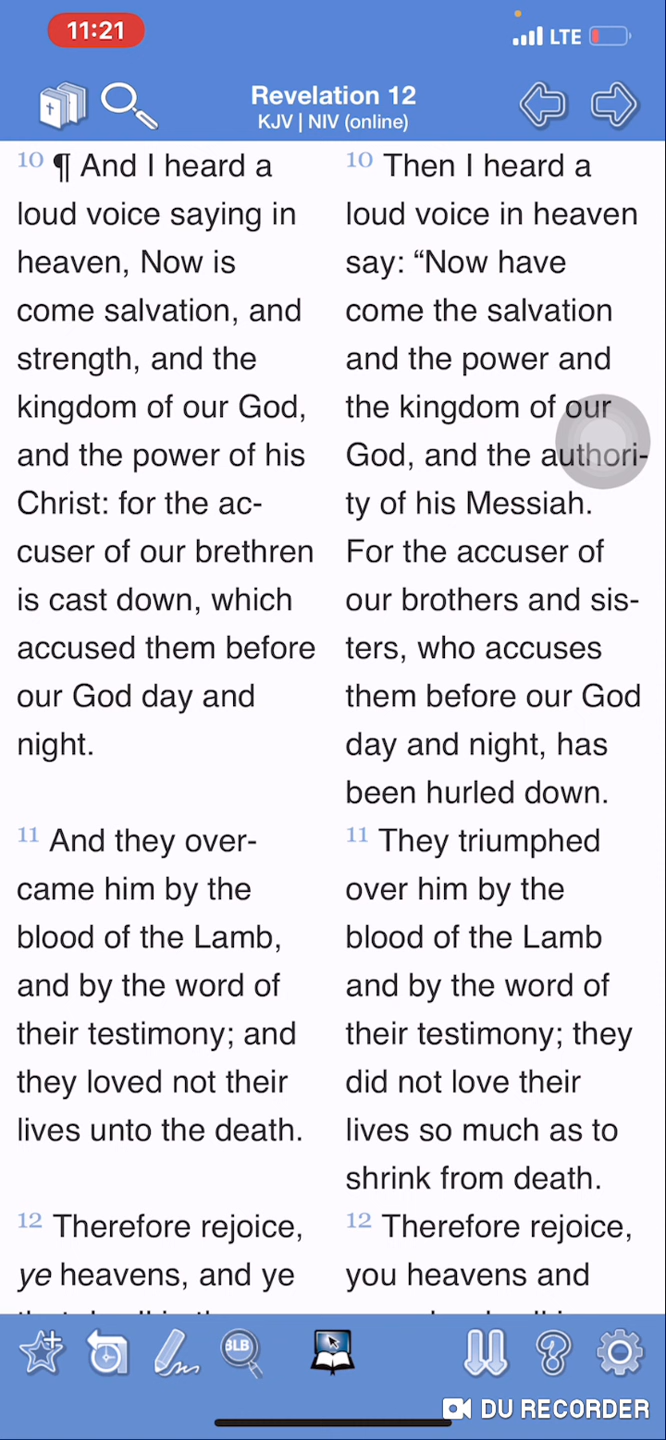 11:21
LTE
Revelation 12
KJV | NIV (online)
10 ¶ And I heard a
loud voice saying in
heaven, Now is
come salvation, and
strength, and the
kingdom of our God,
and the power of his
Christ: for the ac-
cuser of our brethren
is cast down, which
accused them before
our God day and
night.
11 And they over-
came him by the
blood of the Lamb,
and by the word of
their testimony; and
they loved not their
lives unto the death.
12 Therefore rejoice,
ye heavens, and ye
10 Then I heard a
loud voice in heaven
say: “Now have
come the salvation
and the power and
the kingdom of our
God, and the authori-
ty of his Messiah.
For the accuser of
our brothers and sis-
ters, who accuses
them before our God
day and night, has
been hurled down.
11 They triumphed
over him by the
blood of the Lamb
and by the word of
their testimony; they
did not love their
lives so much as to
shrink from death.
12 Therefore rejoice,
you heavens and
BLB
DU RECORDER